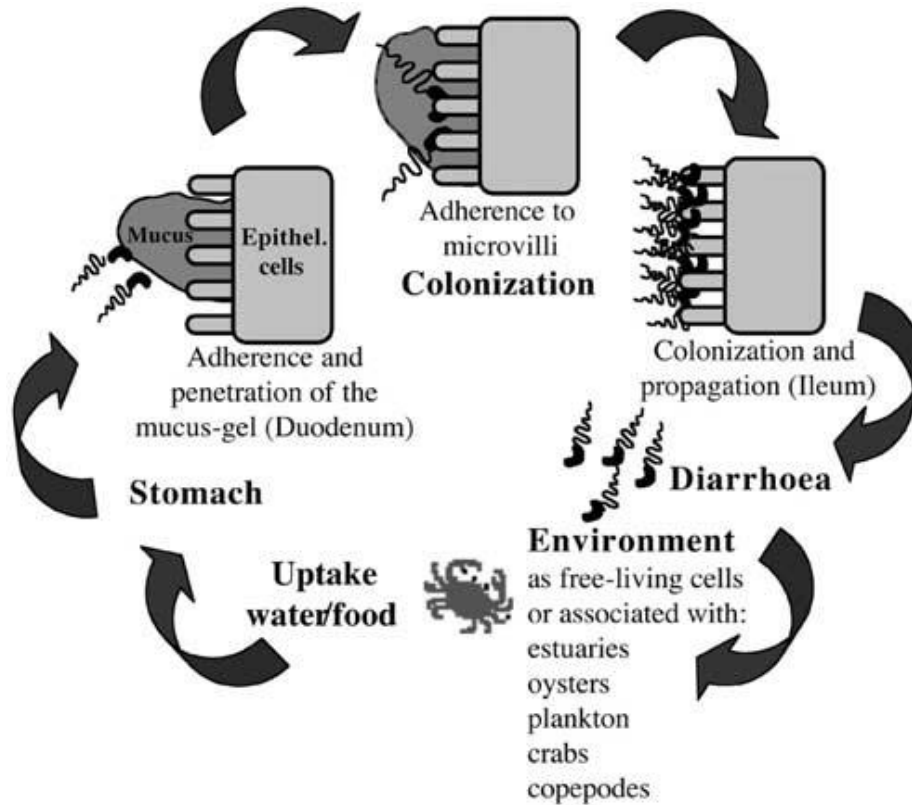 Mucus
Epithel.
cells
Adherence and
penetration of the
mucus-gel (Duodenum)
Adherence to
microvilli
Colonization
Colonization and
propagation (Ileum)
Diarrhoea
Environment
as free-living cells
or associated with:
estuaries
oysters
plankton
crabs
copepodes
Uptake
water/food
Stomach